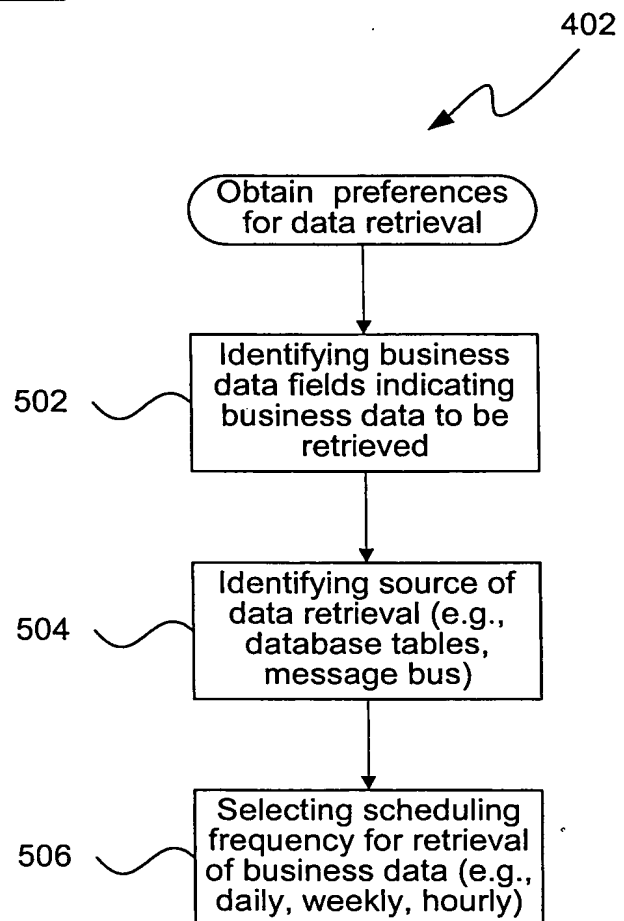 402
Obtain preferences
for data retrieval
502
Identifying business
data fields indicating
business data to be
retrieved
504
Identifying source of
data retrieval (e.g.,
database tables,
message bus)
506
Selecting scheduling
frequency for retrieval
of business data (e.g.,
daily, weekly, hourly)